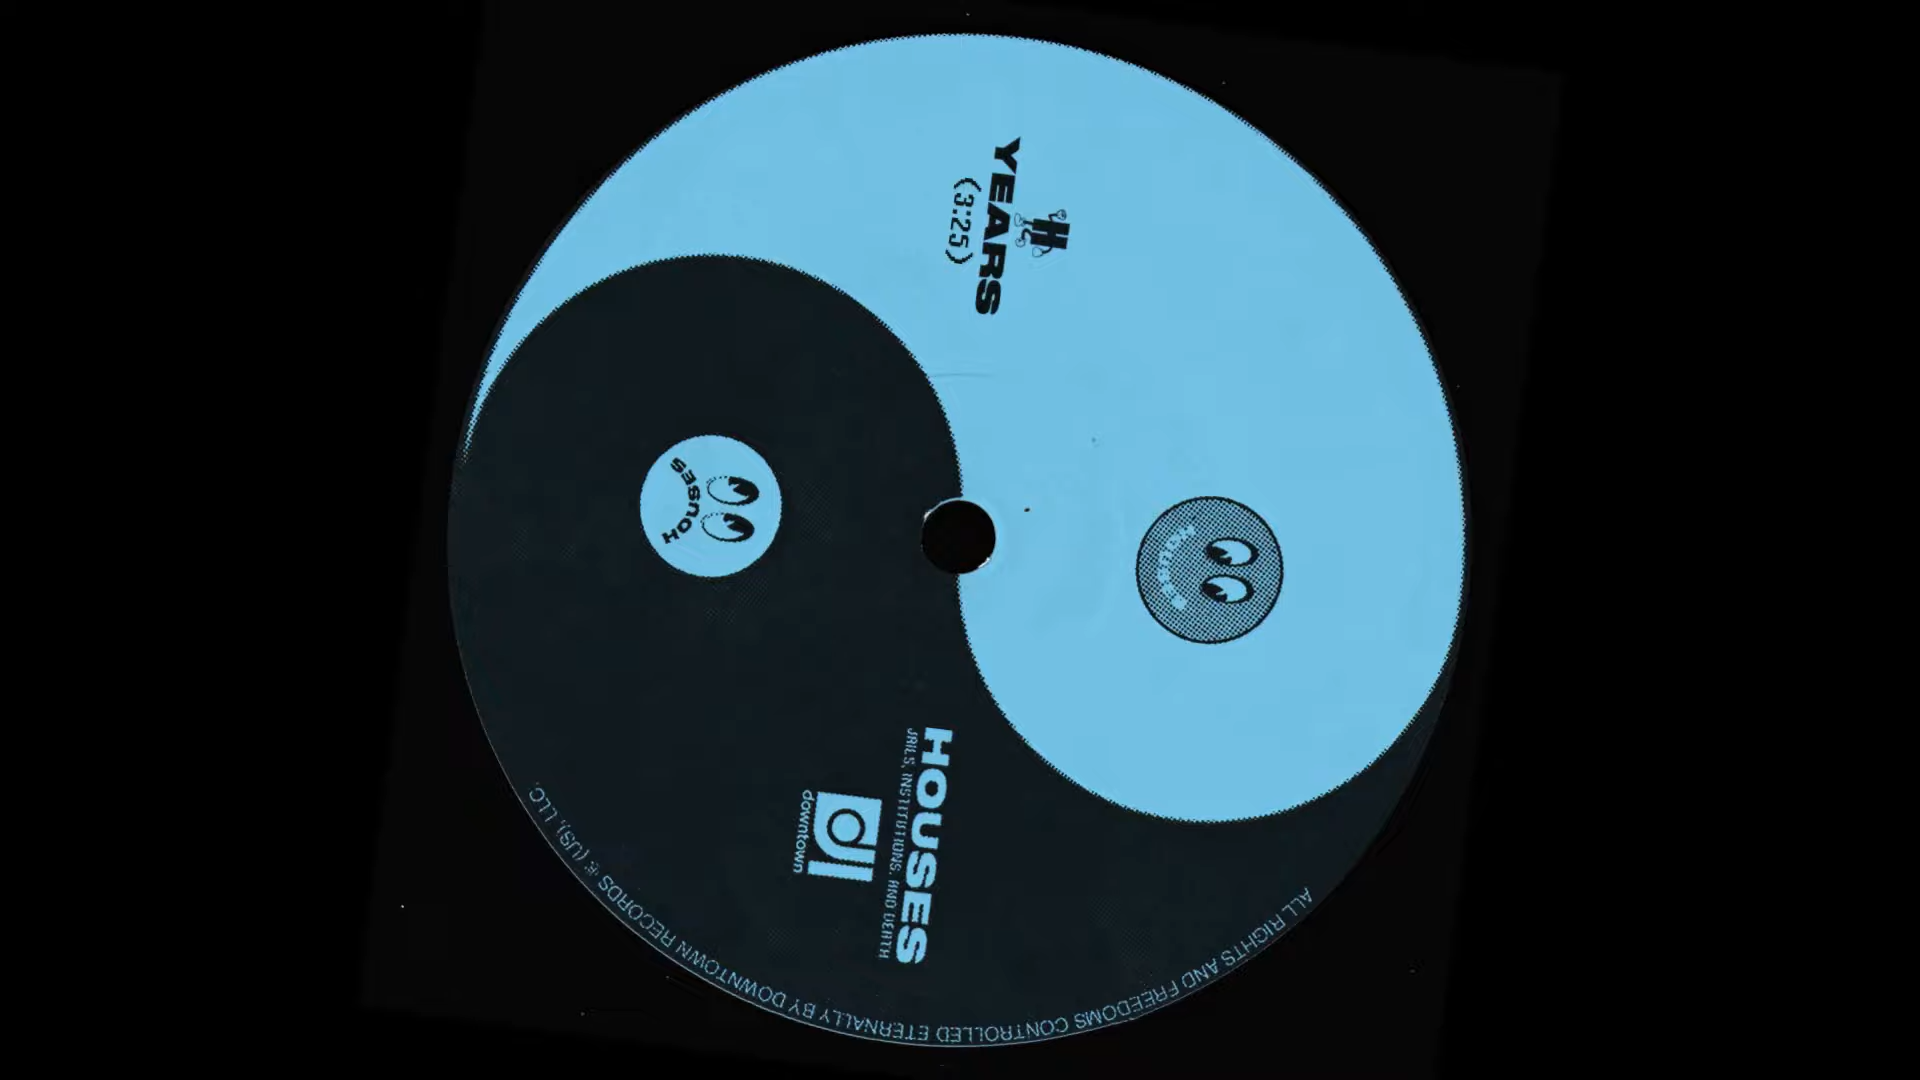 YEARS
(3:25)
H
HOUSES
HOUSES
HOUSES
JAILS, INSTITUTIONS, AND DEATH
downtown
ALL RIGHTS AND FREEDOMS CONTROLLED ETERNALLY BY DOWNTOWN RECORDS ® (US), LLC.